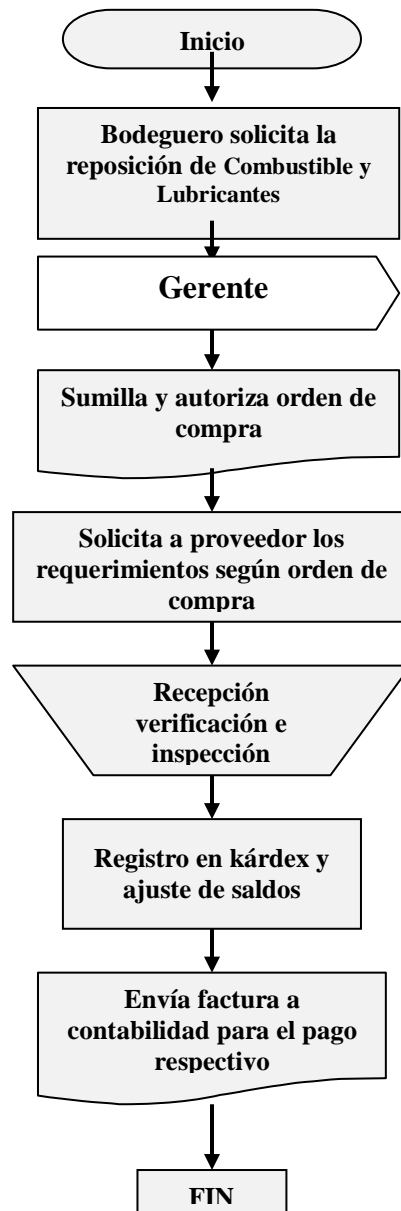 Inicio
Bodeguero solicita la
reposición de Combustible y
Lubricantes
Gerente
Sumilla y autoriza orden de
compra
Solicita a proveedor los
requerimientos según orden de
compra
Recepción
verificación e
inspección
Registro en kárdex y
ajuste de saldos
Envía factura a
contabilidad para el pago
respectivo
FIN